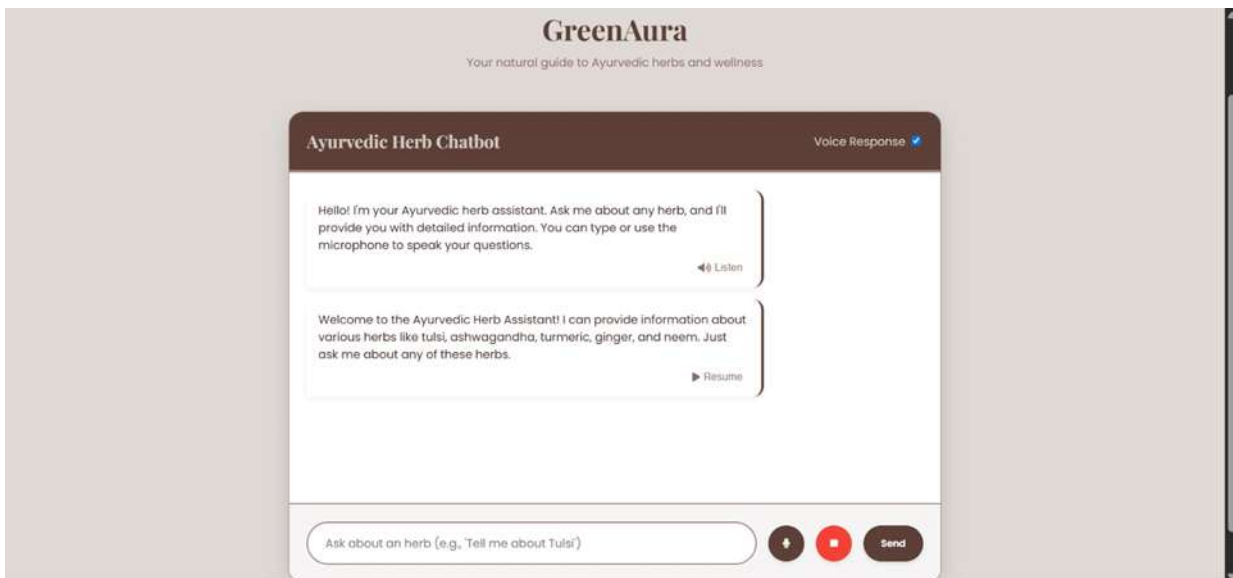 GreenAura
Your natural guide to Ayurvedic herbs and wellness
Ayurvedic Herb Chatbot
Voice Response
Hello! I'm your Ayurvedic herb assistant. Ask me about any herb, and I'll
provide you with detailed information. You can type or use the
microphone to speak your questions.
Listen
Welcome to the Ayurvedic Herb Assistant! I can provide information about
various herbs like tulsi, ashwagandha, turmeric, ginger, and neem. Just
ask me about any of these herbs.
Resume
Ask about an herb (e.g., 'Tell me about Tulsi')
Send